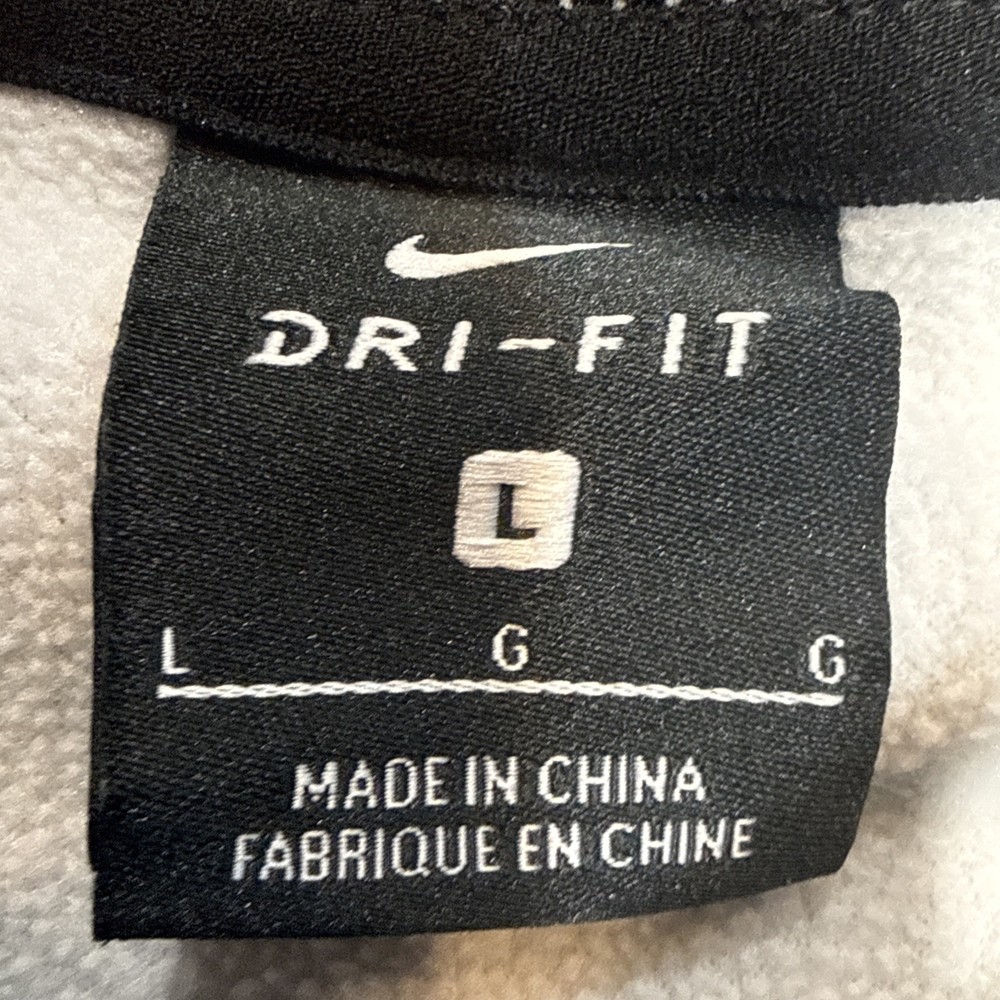 DRI-FIT
L
L G G
MADE IN CHINA
FABRIQUE EN CHINE